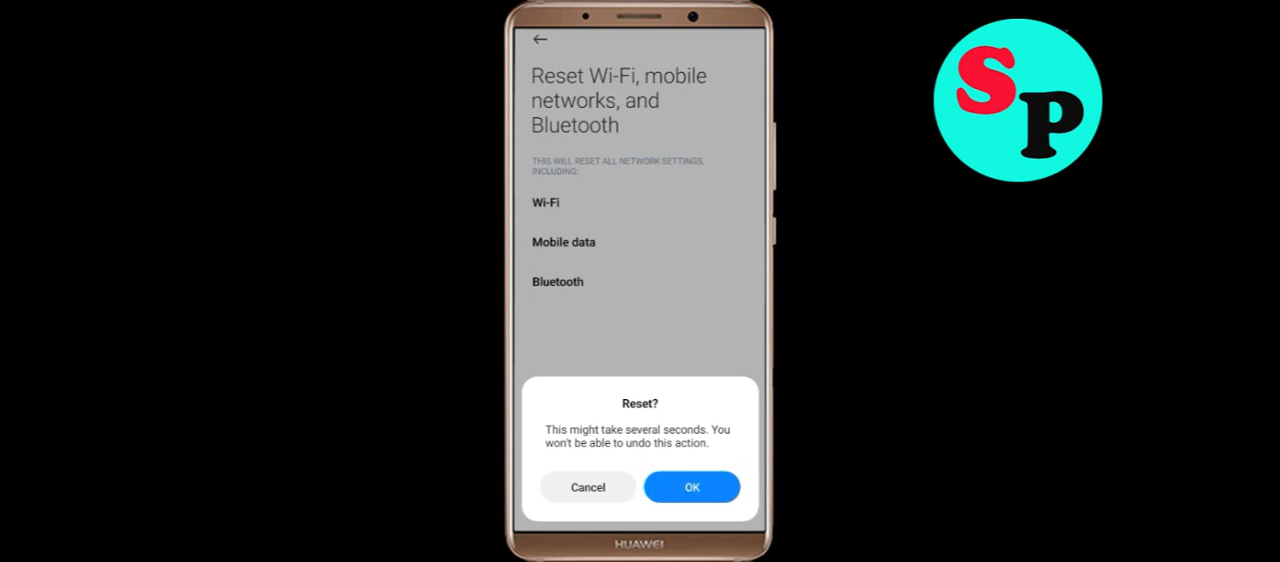 Reset Wi-Fi, mobile
networks, and
Bluetooth
THIS WILL RESET ALL NETWORK SETTINGS,
INCLUDING:
Wi-Fi
Mobile data
Bluetooth
Reset?
This might take several seconds. You
won't be able to undo this action.
Cancel
OK
HUAWEI
SP